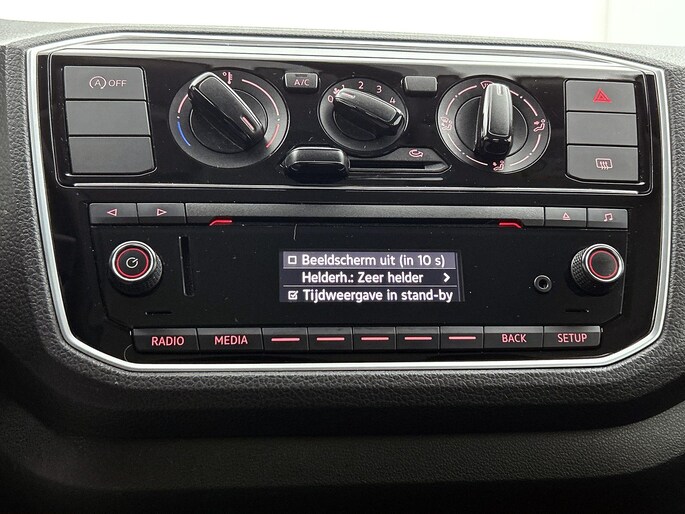 OFF
A/C
0 1 2 3 4
Beeldscherm uit (in 10 s)
Helderh.: Zeer helder
Tijdweergave in stand-by
RADIO MEDIA BACK SETUP